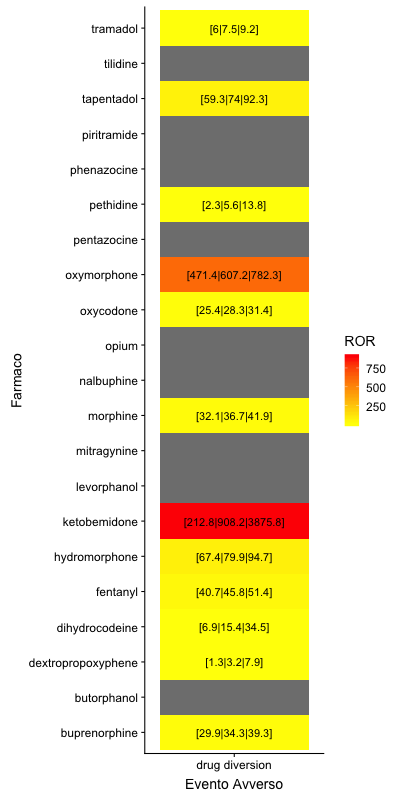 tramadol [6|7.5|9.2]
tilidine
tapentadol [59.3|74|92.3]
piritramide
phenazocine
pethidine [2.3|5.6|13.8]
pentazocine
oxymorphone [471.4|607.2|782.3]
oxycodone [25.4|28.3|31.4]
opium
nalbuphine
morphine [32.1|36.7|41.9]
mitragynine
levorphanol
ketobemidone [212.8|908.2|3875.8]
hydromorphone [67.4|79.9|94.7]
fentanyl [40.7|45.8|51.4]
dihydrocodeine [6.9|15.4|34.5]
dextropropoxyphene [1.3|3.2|7.9]
butorphanol
buprenorphine [29.9|34.3|39.3]
drug diversion
Evento Avverso
Farmaco
ROR
750
500
250